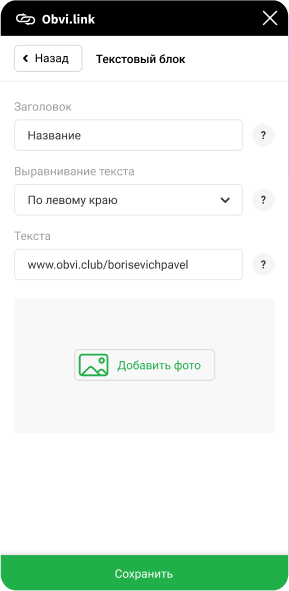 Obvi.link
Назад
Текстовый блок
Заголовок
Название
?
Выравнивание текста
По левому краю
?
Текста
www.obvi.club/borisevichpavel
?
Добавить фото
Сохранить